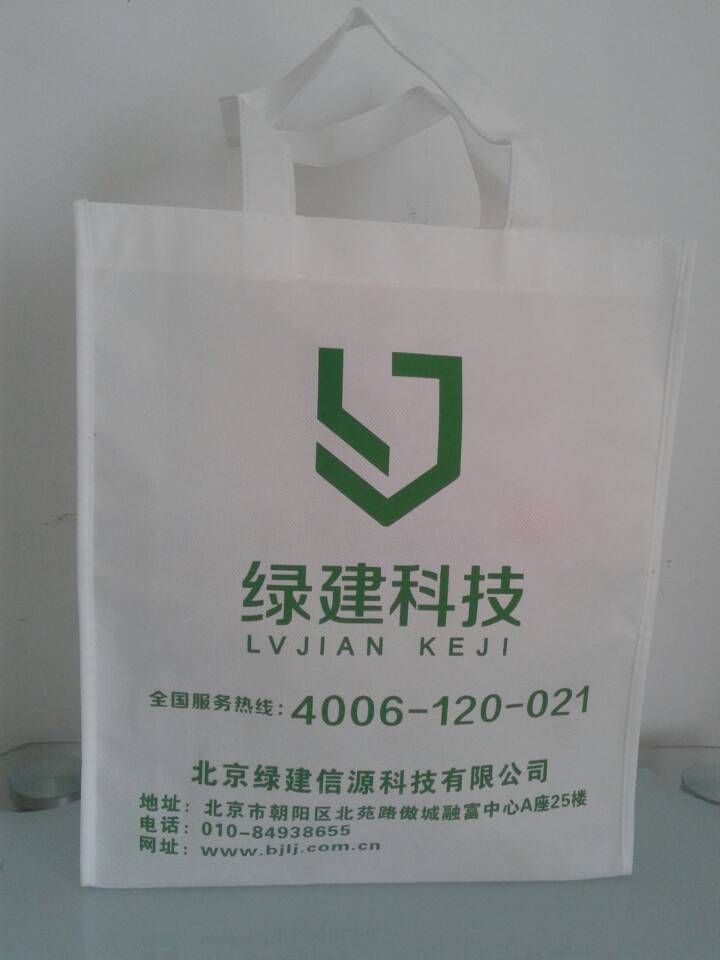 绿建科技
LVJIAN KEJI
全国服务热线：4006-120-021
北京绿建信源科技有限公司
地址：北京市朝阳区北苑路傲城融富中心A座25楼
电话：010-84938655
网址：www.bjlj.com.cn